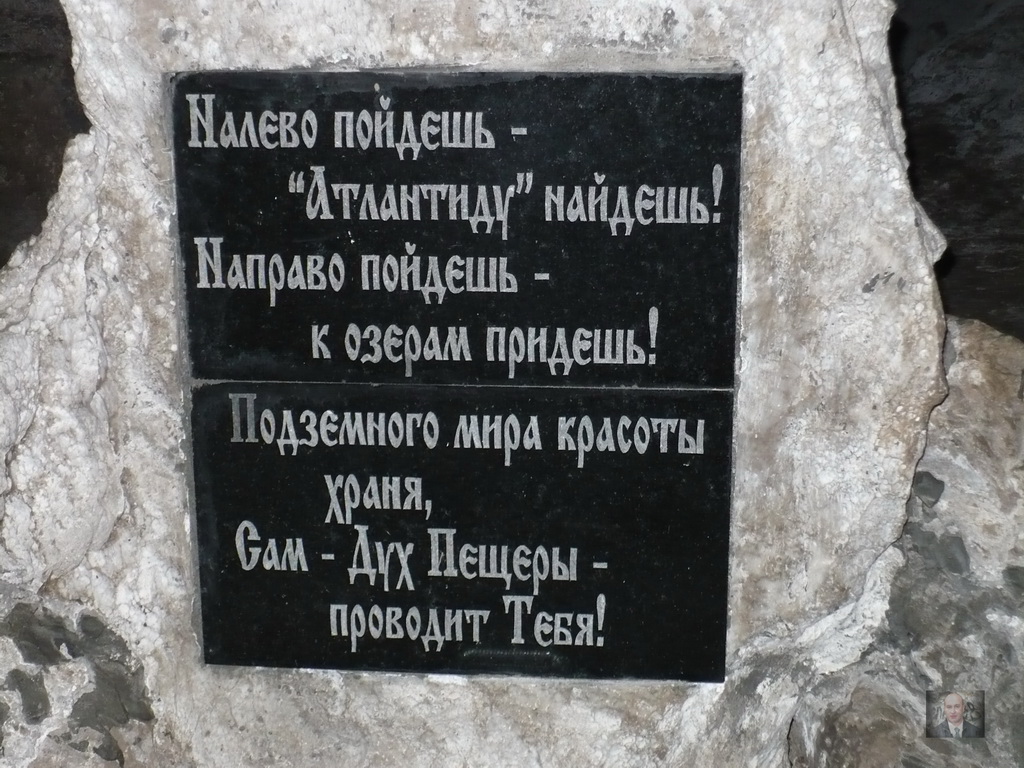 Налево пойдешь -
"Атлантиду" найдешь!
Направо пойдешь -
к озерам придешь!
Подземного мира красоты
храня,
Сам - Дух Пещеры -
проводит Тебя!